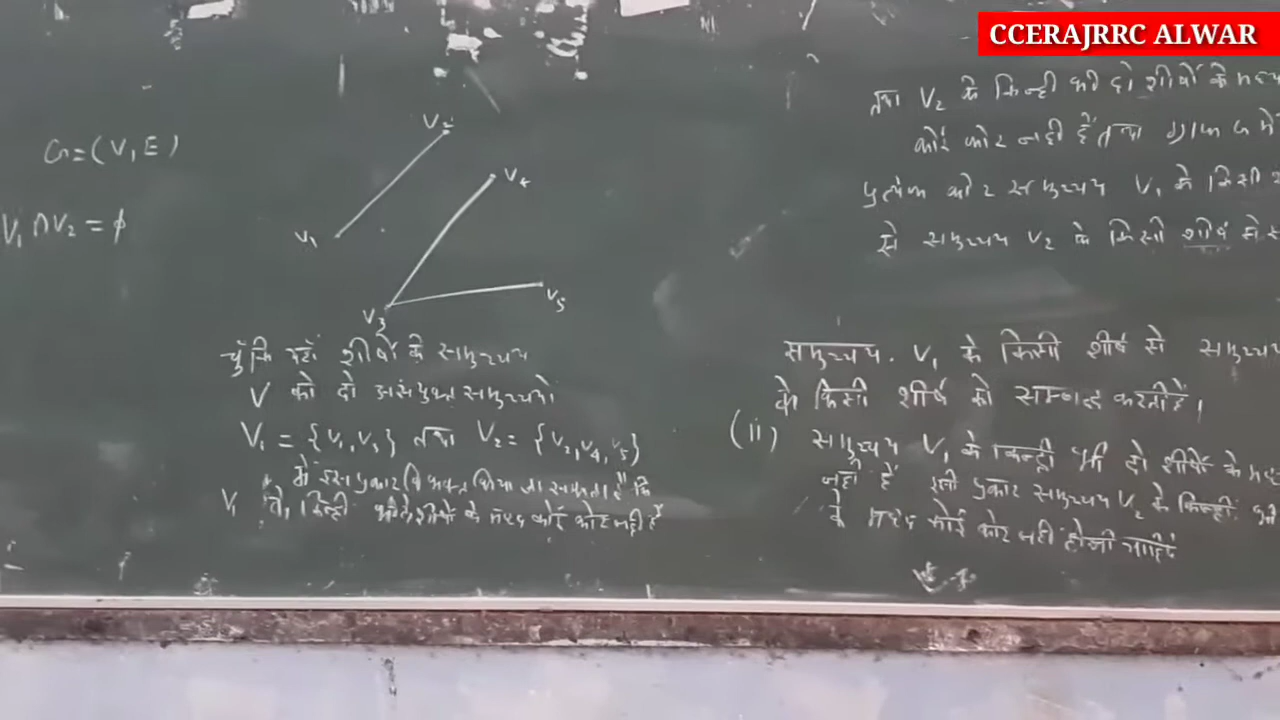 CCERAJRRC ALWAR
G=(V,E)
V₁ ∩ V₂ = ϕ
V₂
V₄
V₁
V₅
V₃
चूँकि यहाँ शीर्षों के समुच्चय
V को दो असंयुक्त समुच्चयों
V₁ = {V₁, V₃} तथा V₂ = {V₂, V₄, V₅}
में इस प्रकार विभक्त किया जा सकता है कि
V₁ के किन्ही भी शीर्षों के मध्य कोई कोर नहीं है
तथा V₂ के किन्ही भी दो शीर्षों के मध्य
कोई कोर नहीं है तथा ग्राफ G में
प्रत्येक कोर समुच्चय V₁ के किसी
से समुच्चय V₂ के किसी शीर्ष से
समुच्चय V₁ के किसी शीर्ष से समुच्चय
के किसी शीर्ष को सम्बद्ध करती है।
(ii) समुच्चय V₁ के किन्ही भी दो शीर्षों के मध्य
नहीं है इसी प्रकार समुच्चय V₂ के किन्ही भी
के मध्य कोई कोर नहीं होनी चाहिए